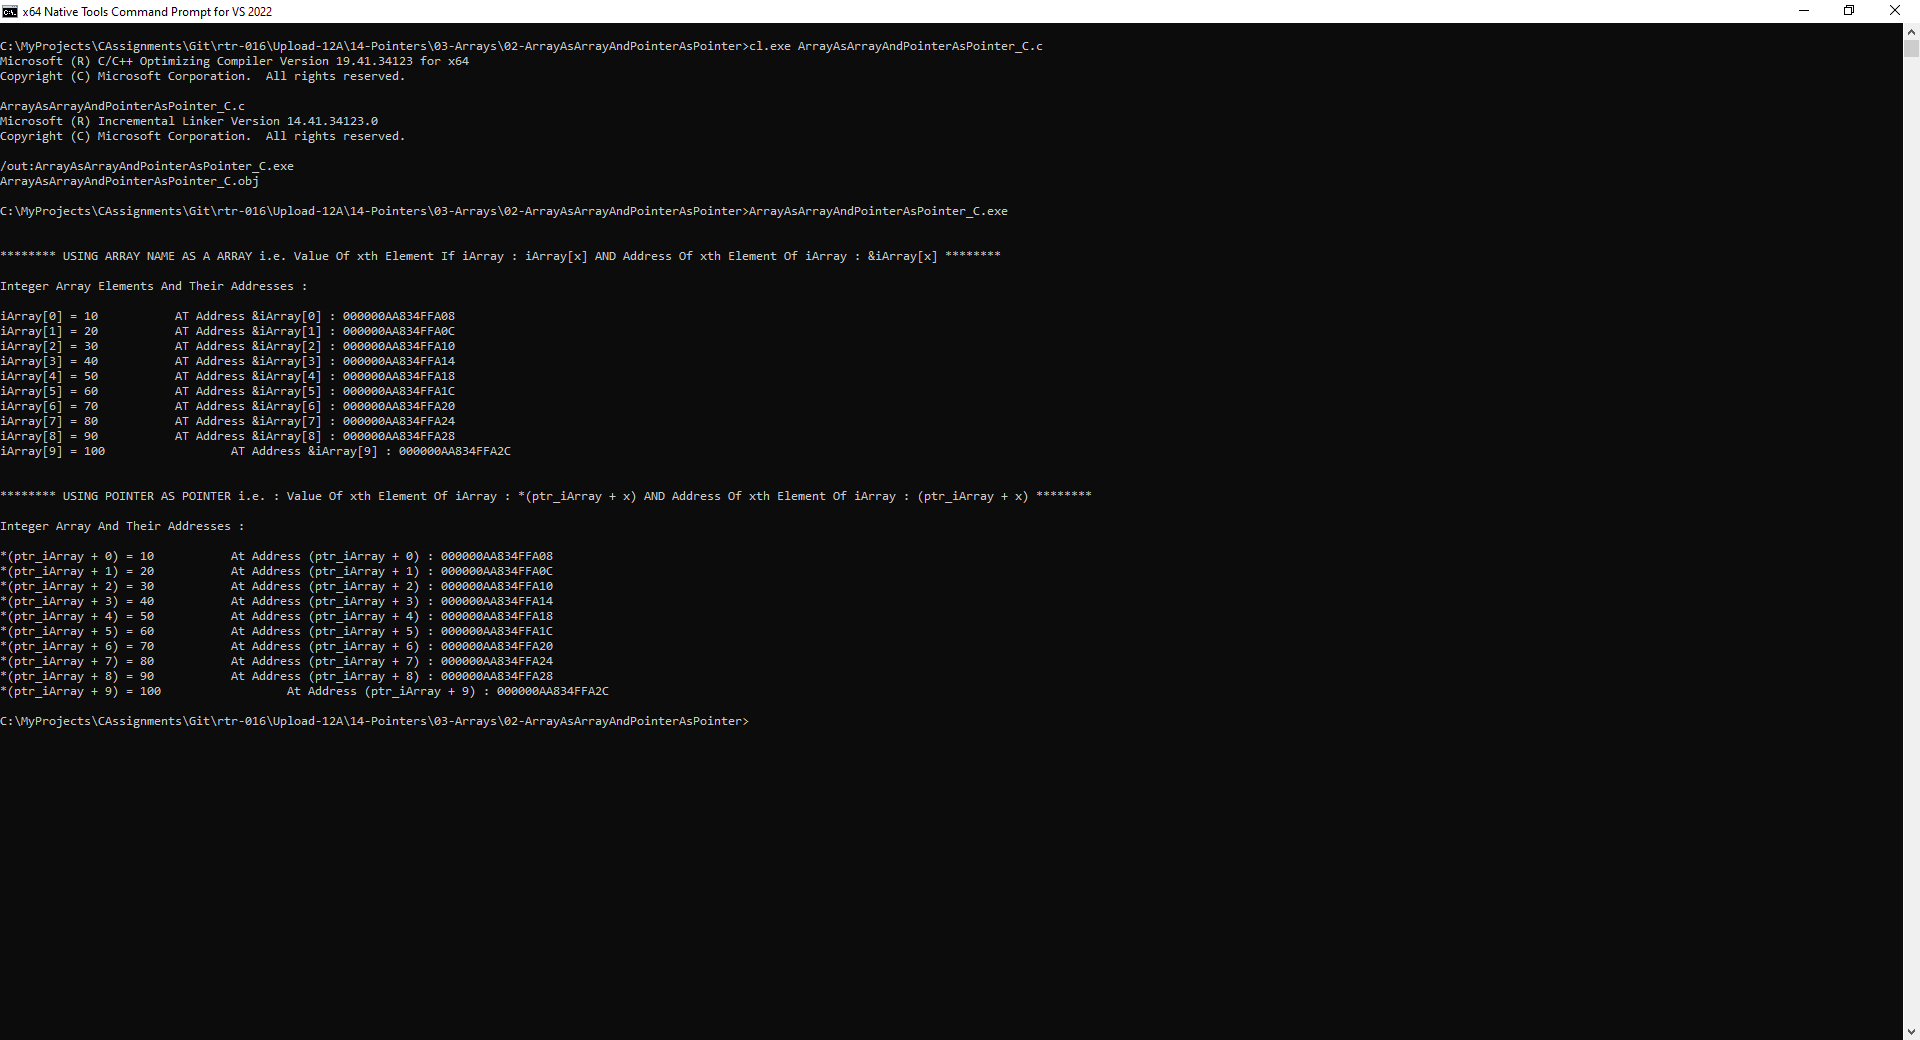 x64 Native Tools Command Prompt for VS 2022
C:\MyProjects\CAssignments\Git\rtr-016\Upload-12A\14-Pointers\03-Arrays\02-ArrayAsArrayAndPointerAsPointer>cl.exe ArrayAsArrayAndPointerAsPointer_C.c
Microsoft (R) C/C++ Optimizing Compiler Version 19.41.34123 for x64
Copyright (C) Microsoft Corporation.  All rights reserved.
ArrayAsArrayAndPointerAsPointer_C.c
Microsoft (R) Incremental Linker Version 14.41.34123.0
Copyright (C) Microsoft Corporation.  All rights reserved.
/out:ArrayAsArrayAndPointerAsPointer_C.exe
ArrayAsArrayAndPointerAsPointer_C.obj
C:\MyProjects\CAssignments\Git\rtr-016\Upload-12A\14-Pointers\03-Arrays\02-ArrayAsArrayAndPointerAsPointer>ArrayAsArrayAndPointerAsPointer_C.exe
******** USING ARRAY NAME AS A ARRAY i.e. Value Of xth Element If iArray : iArray[x] AND Address Of xth Element Of iArray : &iArray[x] ********
Integer Array Elements And Their Addresses :
iArray[0] = 10           AT Address &iArray[0] : 000000AA834FFA08
iArray[1] = 20           AT Address &iArray[1] : 000000AA834FFA0C
iArray[2] = 30           AT Address &iArray[2] : 000000AA834FFA10
iArray[3] = 40           AT Address &iArray[3] : 000000AA834FFA14
iArray[4] = 50           AT Address &iArray[4] : 000000AA834FFA18
iArray[5] = 60           AT Address &iArray[5] : 000000AA834FFA1C
iArray[6] = 70           AT Address &iArray[6] : 000000AA834FFA20
iArray[7] = 80           AT Address &iArray[7] : 000000AA834FFA24
iArray[8] = 90           AT Address &iArray[8] : 000000AA834FFA28
iArray[9] = 100                  AT Address &iArray[9] : 000000AA834FFA2C
******** USING POINTER AS POINTER i.e. : Value Of xth Element Of iArray : *(ptr_iArray + x) AND Address Of xth Element Of iArray : (ptr_iArray + x) ********
Integer Array And Their Addresses :
*(ptr_iArray + 0) = 10           At Address (ptr_iArray + 0) : 000000AA834FFA08
*(ptr_iArray + 1) = 20           At Address (ptr_iArray + 1) : 000000AA834FFA0C
*(ptr_iArray + 2) = 30           At Address (ptr_iArray + 2) : 000000AA834FFA10
*(ptr_iArray + 3) = 40           At Address (ptr_iArray + 3) : 000000AA834FFA14
*(ptr_iArray + 4) = 50           At Address (ptr_iArray + 4) : 000000AA834FFA18
*(ptr_iArray + 5) = 60           At Address (ptr_iArray + 5) : 000000AA834FFA1C
*(ptr_iArray + 6) = 70           At Address (ptr_iArray + 6) : 000000AA834FFA20
*(ptr_iArray + 7) = 80           At Address (ptr_iArray + 7) : 000000AA834FFA24
*(ptr_iArray + 8) = 90           At Address (ptr_iArray + 8) : 000000AA834FFA28
*(ptr_iArray + 9) = 100                  At Address (ptr_iArray + 9) : 000000AA834FFA2C
C:\MyProjects\CAssignments\Git\rtr-016\Upload-12A\14-Pointers\03-Arrays\02-ArrayAsArrayAndPointerAsPointer>